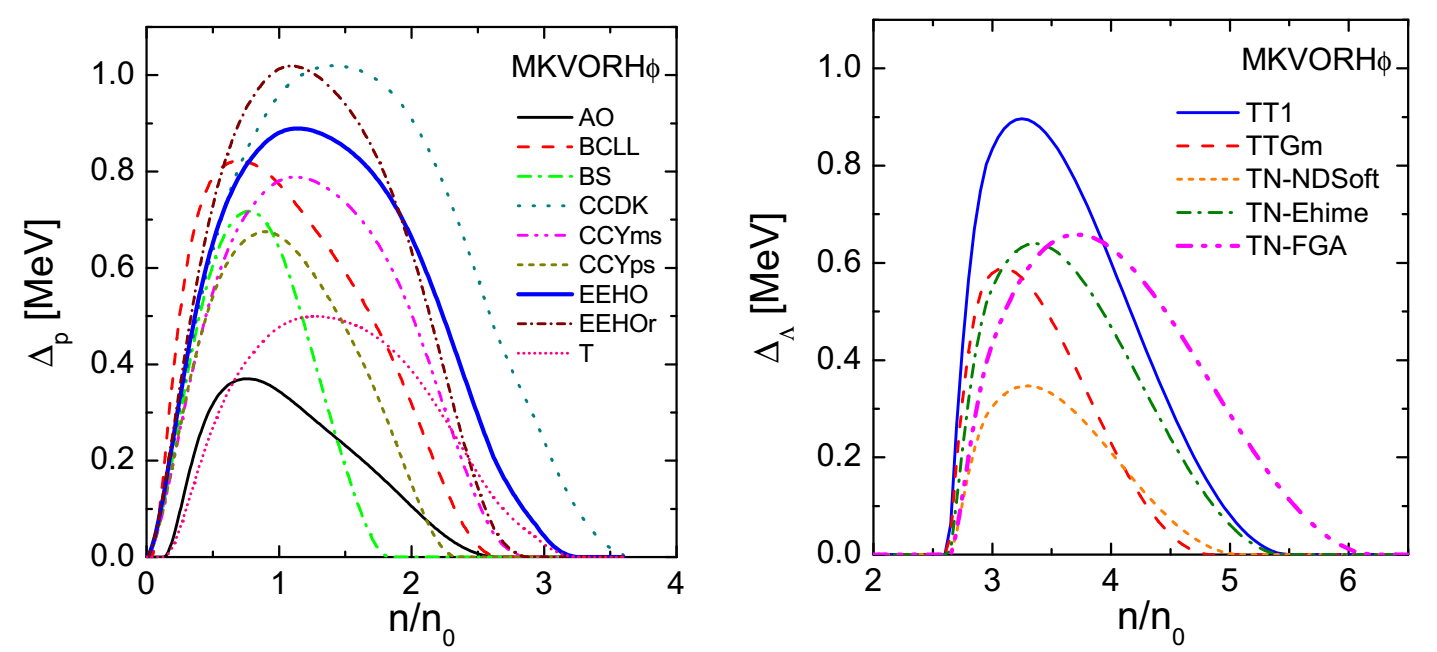 MKVORHϕ
AO
BCLL
BS
CCDK
CCYms
CCYps
EEHO
EEHOr
T
Δp [MeV]
1.0
0.8
0.6
0.4
0.2
0.0
0 1 2 3 4
n/n0
MKVORHϕ
TT1
TTGm
TN-NDSoft
TN-Ehime
TN-FGA
ΔΛ [MeV]
1.0
0.8
0.6
0.4
0.2
0.0
2 3 4 5 6
n/n0